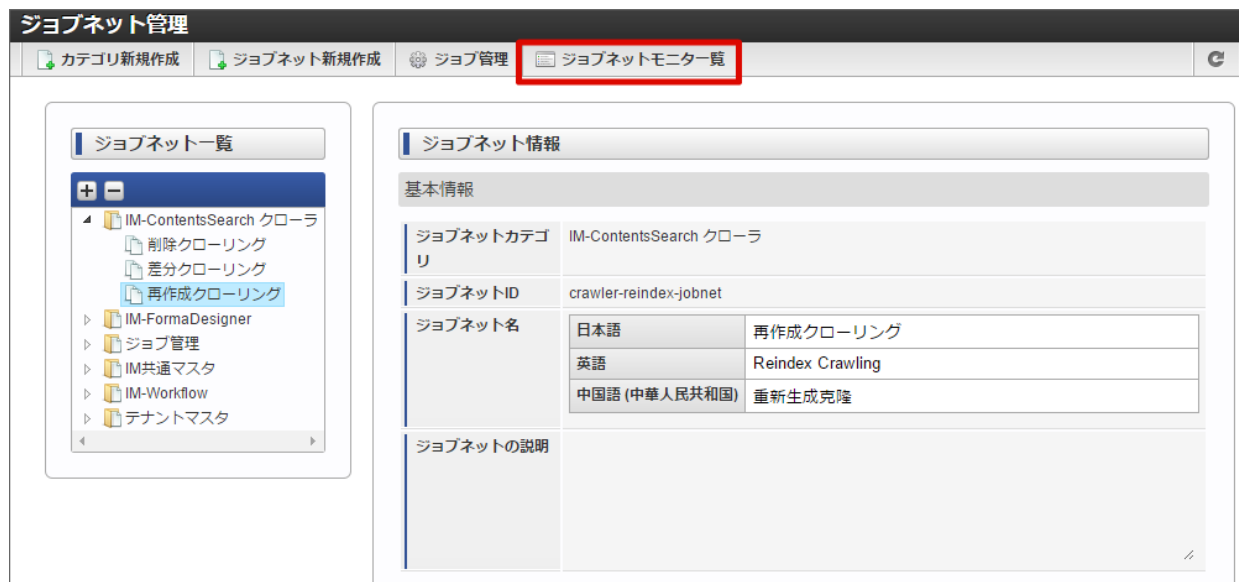 ジョブネット管理
カテゴリ新規作成 ジョブネット新規作成 ジョブ管理 ジョブネットモニタ一覧
ジョブネット一覧
IM-ContentsSearch クローラ
削除クローリング
差分クローリング
再作成クローリング
IM-FormaDesigner
ジョブ管理
IM共通マスタ
IM-Workflow
テナントマスタ
ジョブネット情報
基本情報
ジョブネットカテゴリ IM-ContentsSearch クローラ
ジョブネットID crawler-reindex-jobnet
ジョブネット名
日本語 再作成クローリング
英語 Reindex Crawling
中国語 (中華人民共和国) 重新生成克隆
ジョブネットの説明